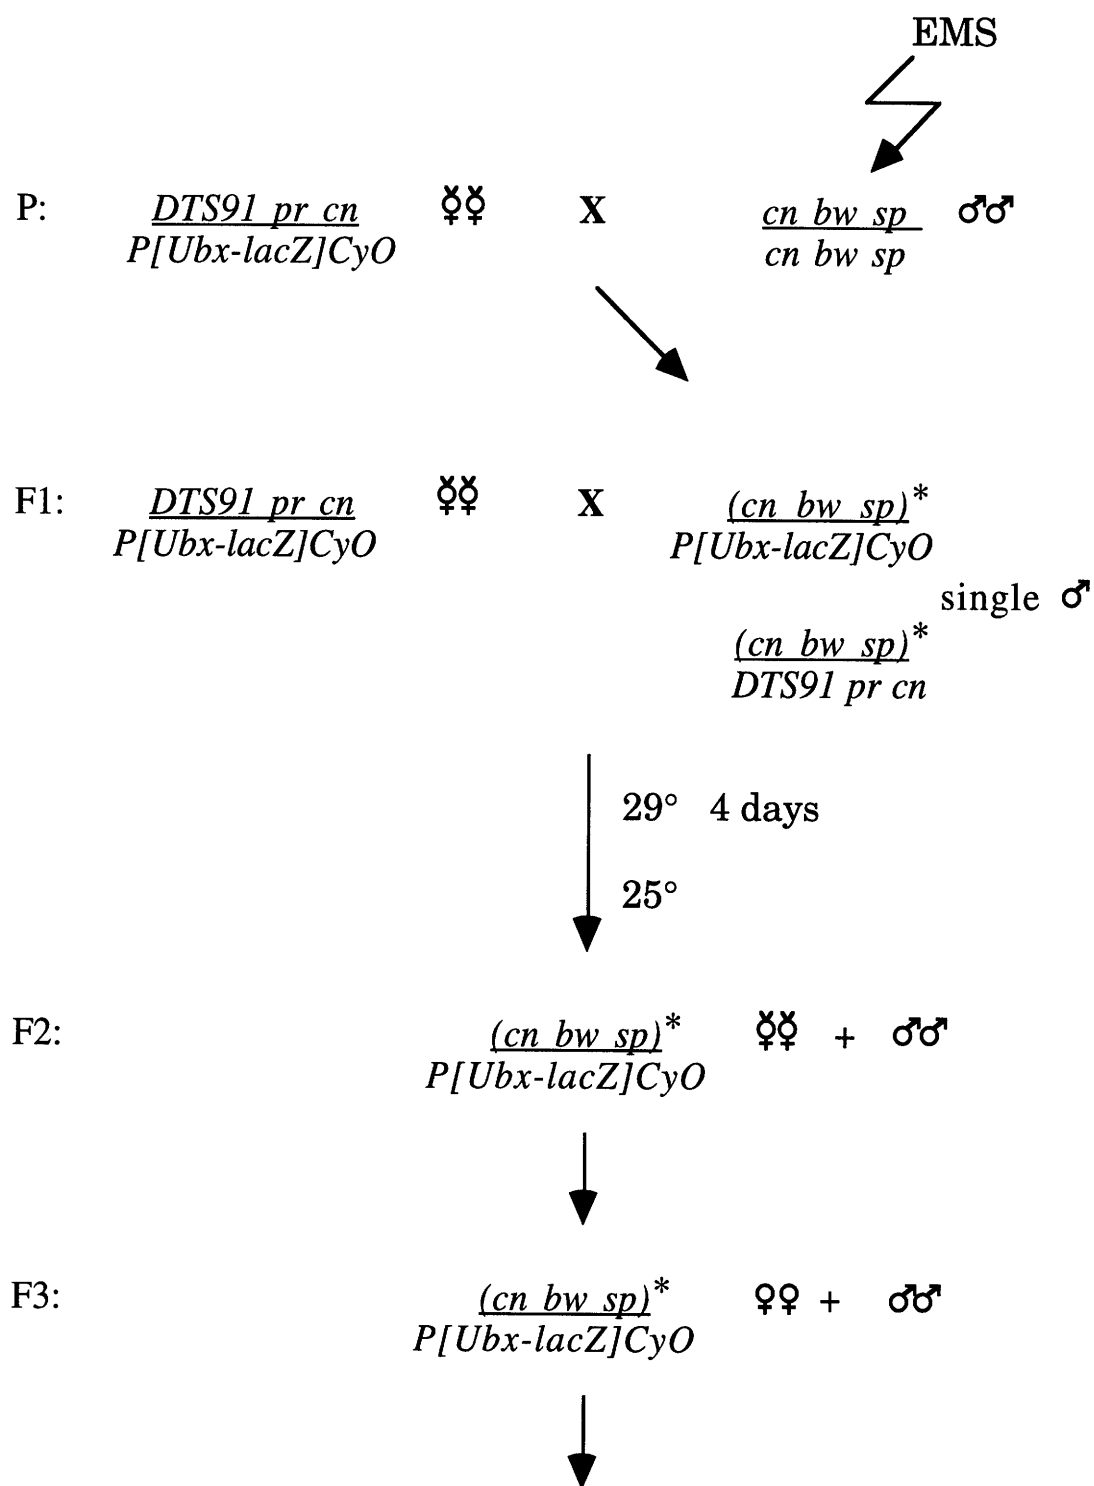 EMS
P: DTS91 pr cn ☿☿ X cn bw sp ♂♂
P[Ubx-lacZ]CyO cn bw sp
F1: DTS91 pr cn ☿☿ X (cn bw sp)*
P[Ubx-lacZ]CyO P[Ubx-lacZ]CyO
single ♂
(cn bw sp)*
DTS91 pr cn
29° 4 days
25°
F2: (cn bw sp)* ☿☿ + ♂♂
P[Ubx-lacZ]CyO
F3: (cn bw sp)* ♀♀ + ♂♂
P[Ubx-lacZ]CyO